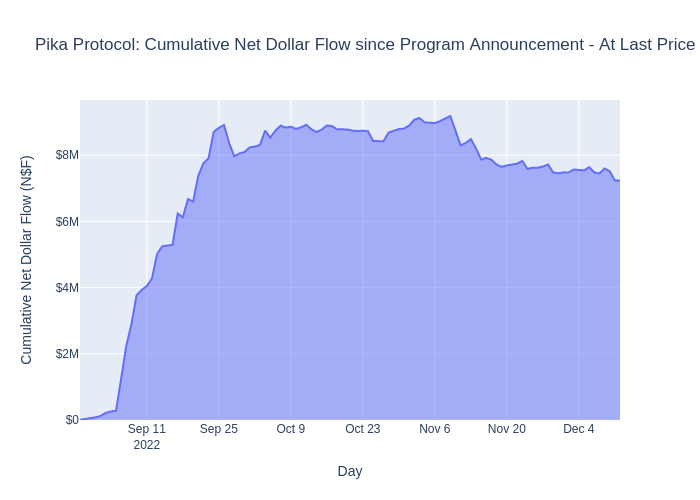 Pika Protocol: Cumulative Net Dollar Flow since Program Announcement - At Last Price
Cumulative Net Dollar Flow (N$F)
$8M
$6M
$4M
$2M
$0
Sep 11
2022
Sep 25
Oct 9
Oct 23
Nov 6
Nov 20
Dec 4
Day